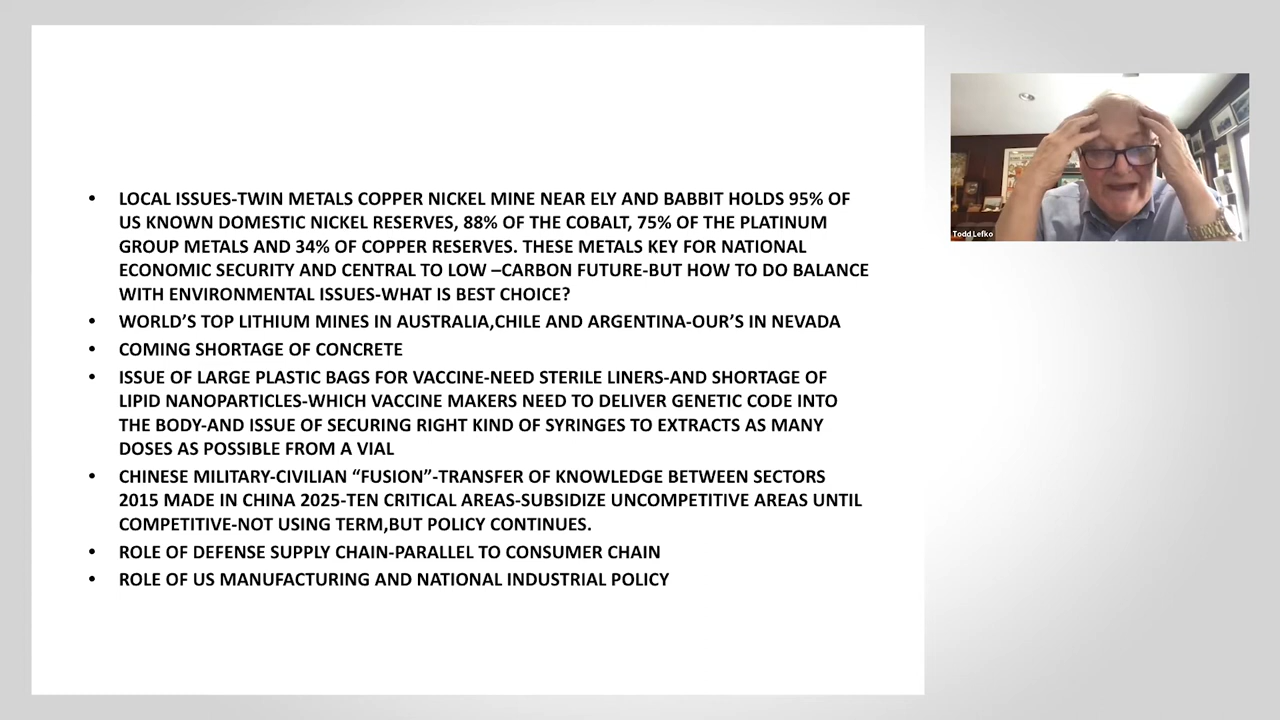 • LOCAL ISSUES-TWIN METALS COPPER NICKEL MINE NEAR ELY AND BABBIT HOLDS 95% OF
US KNOWN DOMESTIC NICKEL RESERVES, 88% OF THE COBALT, 75% OF THE PLATINUM
GROUP METALS AND 34% OF COPPER RESERVES. THESE METALS KEY FOR NATIONAL
ECONOMIC SECURITY AND CENTRAL TO LOW –CARBON FUTURE-BUT HOW TO DO BALANCE
WITH ENVIRONMENTAL ISSUES-WHAT IS BEST CHOICE?
• WORLD’S TOP LITHIUM MINES IN AUSTRALIA,CHILE AND ARGENTINA-OUR’S IN NEVADA
• COMING SHORTAGE OF CONCRETE
• ISSUE OF LARGE PLASTIC BAGS FOR VACCINE-NEED STERILE LINERS-AND SHORTAGE OF
LIPID NANOPARTICLES-WHICH VACCINE MAKERS NEED TO DELIVER GENETIC CODE INTO
THE BODY-AND ISSUE OF SECURING RIGHT KIND OF SYRINGES TO EXTRACTS AS MANY
DOSES AS POSSIBLE FROM A VIAL
• CHINESE MILITARY-CIVILIAN “FUSION”-TRANSFER OF KNOWLEDGE BETWEEN SECTORS
2015 MADE IN CHINA 2025-TEN CRITICAL AREAS-SUBSIDIZE UNCOMPETITIVE AREAS UNTIL
COMPETITIVE-NOT USING TERM,BUT POLICY CONTINUES.
• ROLE OF DEFENSE SUPPLY CHAIN-PARALLEL TO CONSUMER CHAIN
• ROLE OF US MANUFACTURING AND NATIONAL INDUSTRIAL POLICY
Todd Lefko